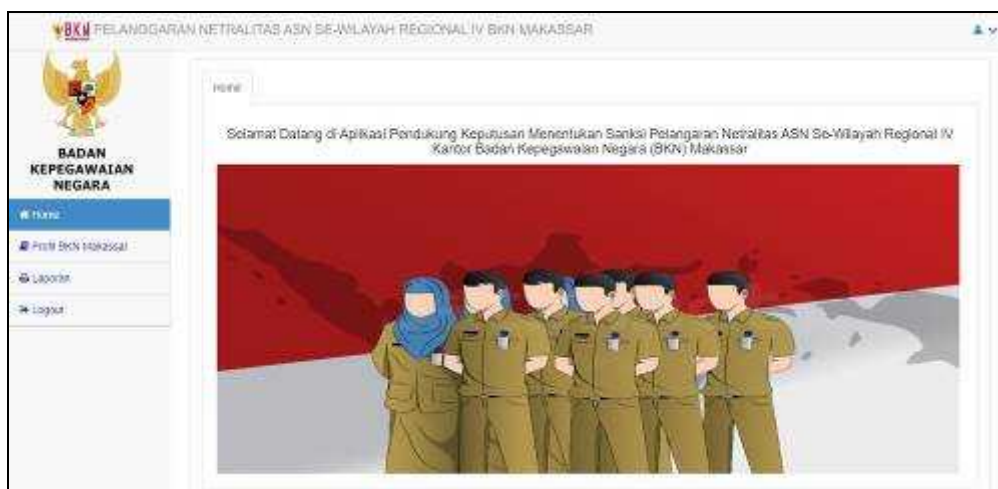 BKN PELANGGARAN NETRALITAS ASN SE-WILAYAH REGIONAL IV BKN MAKASSAR
BADAN
KEPEGAWAIAN
NEGARA
Home
Profil BKN Makassar
Laporan
Logout
Home
Selamat Datang di Aplikasi Pendukung Keputusan Menentukan Sanksi Pelangaran Netralitas ASN Se-Wilayah Regional IV
Kantor Badan Kepegawaian Negara (BKN) Makassar